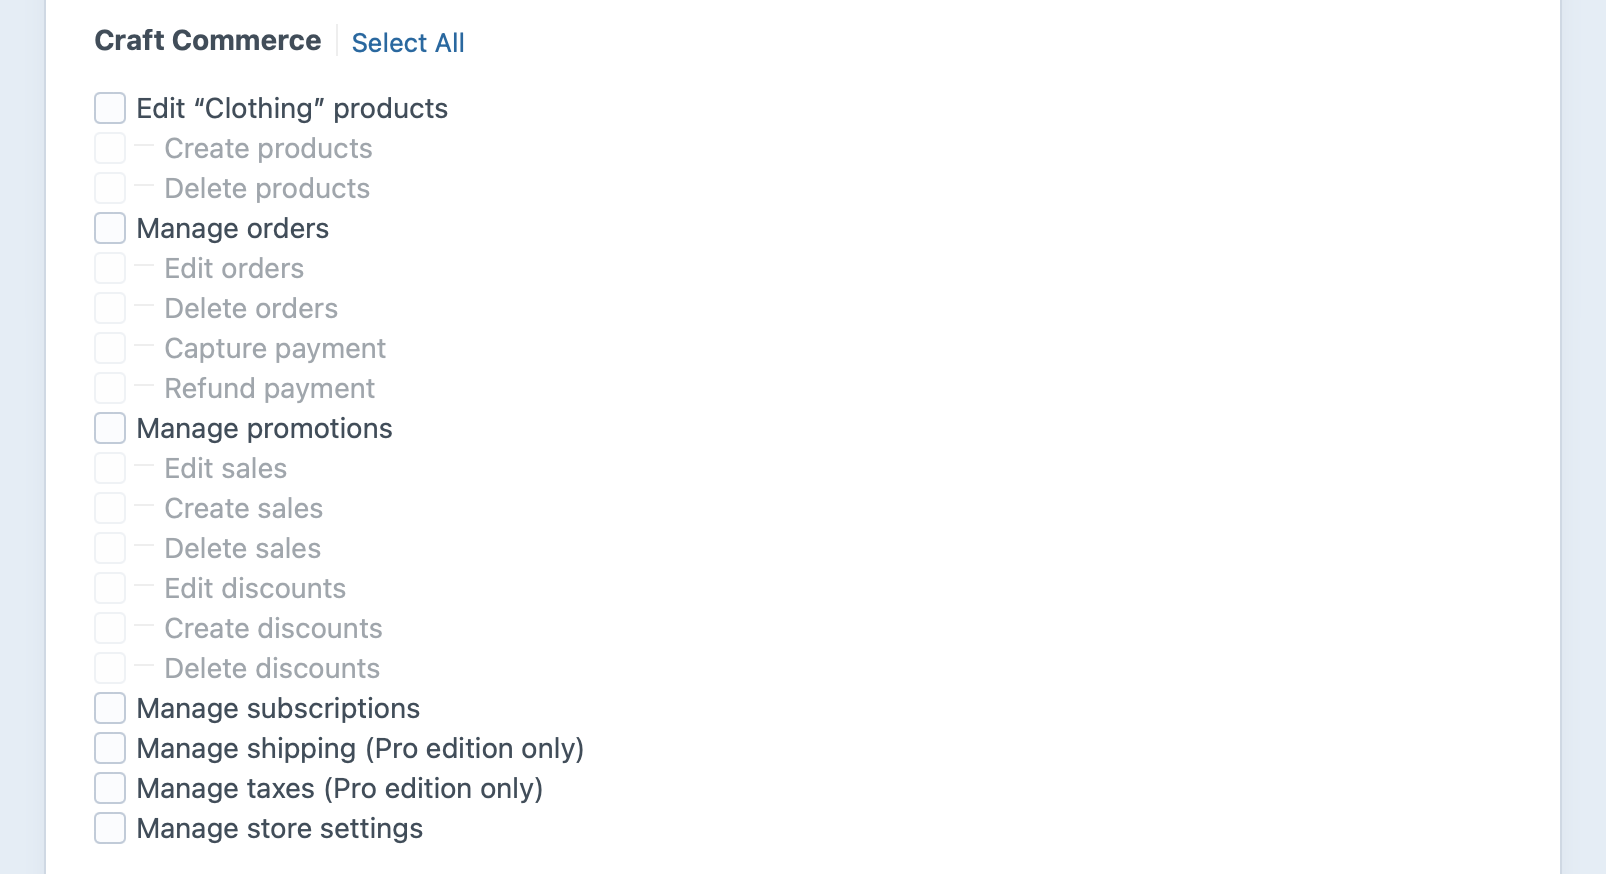 Craft Commerce Select All
Edit “Clothing” products
Create products
Delete products
Manage orders
Edit orders
Delete orders
Capture payment
Refund payment
Manage promotions
Edit sales
Create sales
Delete sales
Edit discounts
Create discounts
Delete discounts
Manage subscriptions
Manage shipping (Pro edition only)
Manage taxes (Pro edition only)
Manage store settings